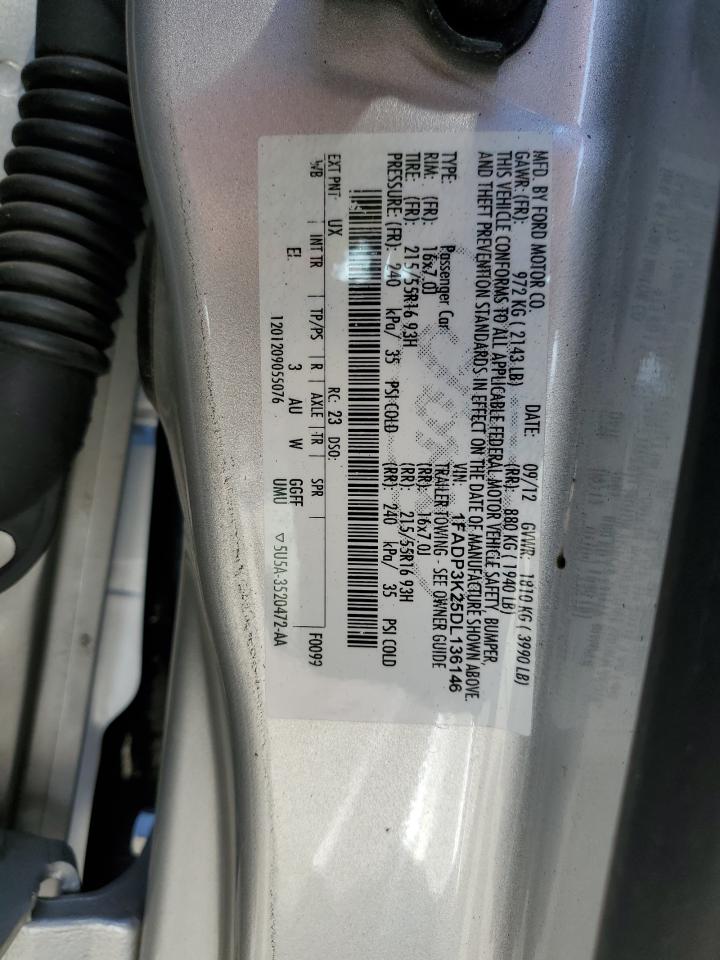 MFD. BY FORD MOTOR CO.
DATE: 09/12 GVWR: 1810 KG ( 3990 LB)
GAWR: (FR): 972 KG ( 2143 LB) (RR): 880 KG ( 1940 LB)
THIS VEHICLE CONFORMS TO ALL APPLICABLE FEDERAL MOTOR VEHICLE SAFETY, BUMPER,
AND THEFT PREVENTION STANDARDS IN EFFECT ON THE DATE OF MANUFACTURE SHOWN ABOVE.
VIN: 1FADP3K25DL136146
TYPE: Passenger Car TRAILER TOWING - SEE OWNER GUIDE
RIM: (FR): 16x7.0J (RR): 16x7.0J
TIRE: (FR): 215/55R16 93H (RR): 215/55R16 93H
PRESSURE: (FR): 240 kPa/ 35 PSI COLD (RR): 240 kPa/ 35 PSI COLD
EXT PNT: UX RC: 23 DSO:
WB INT TR TP/PS R AXLE TR SPR F0099
E! 3 AU W GGFF
1201209055076 UMU ▽5U5A-3520472-AA